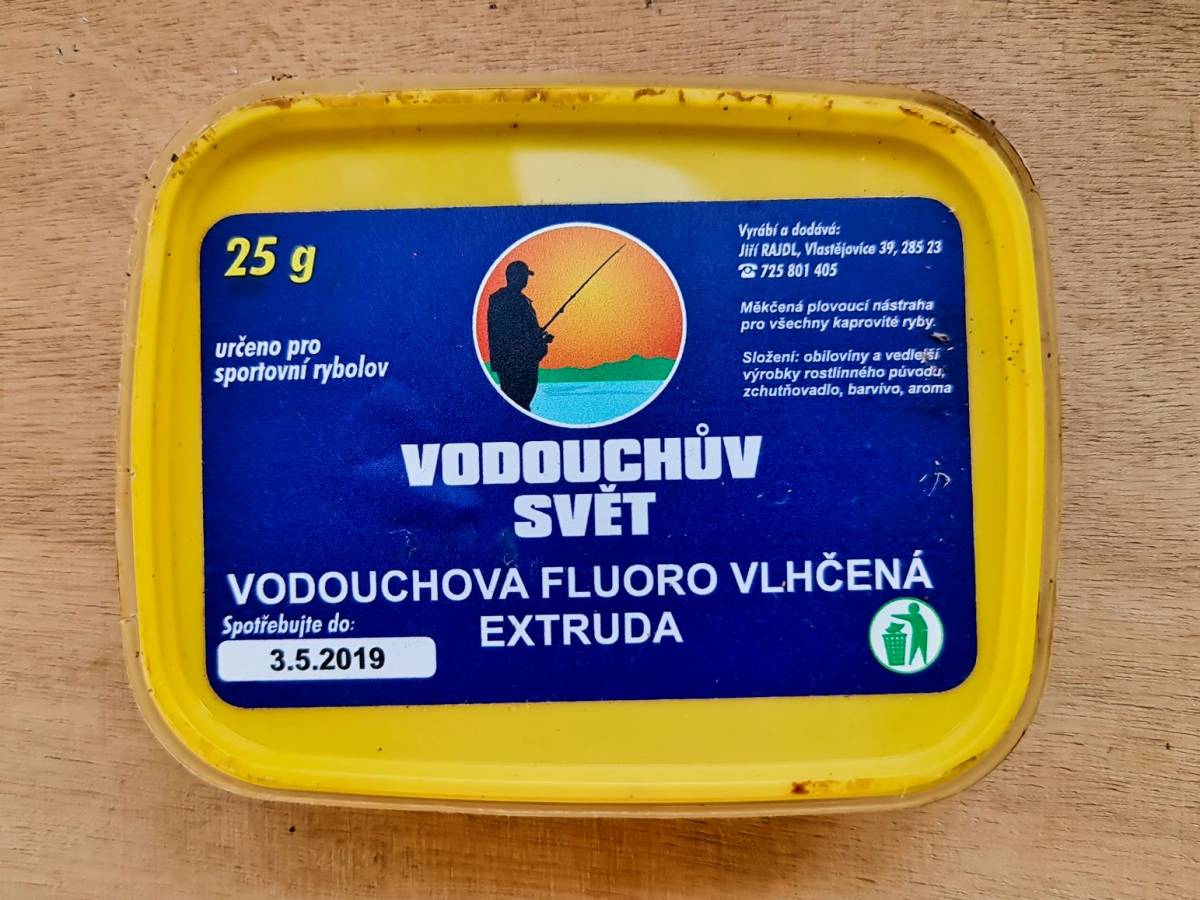 25 g
určeno pro
sportovní rybolov
Vyrábí a dodává:
Jiří RAJDL, Vlastějovice 39, 285 23
☎ 725 801 405
Měkčená plovoucí nástraha
pro všechny kaprovité ryby.
Složení: obiloviny a vedlejší
výrobky rostlinného původu,
zchutňovadlo, barvivo, aroma
VODOUCHŮV
SVĚT
VODOUCHOVA FLUORO VLHČENÁ
EXTRUDA
Spotřebujte do:
3.5.2019